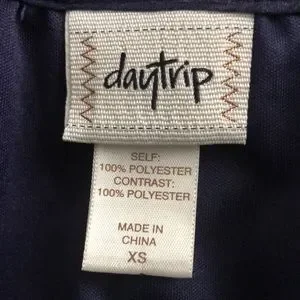 daytrip
SELF:
100% POLYESTER
CONTRAST:
100% POLYESTER
MADE IN
CHINA
XS